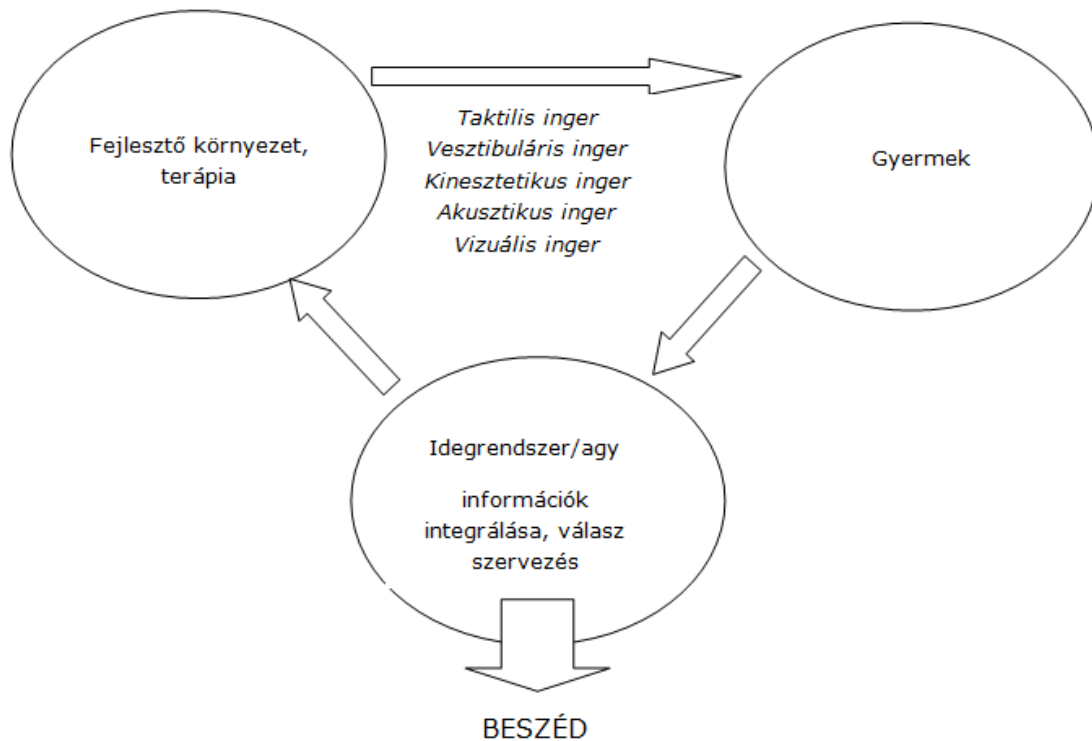 Fejlesztő környezet,
terápia
Taktilis inger
Vesztibuláris inger
Kinesztetikus inger
Akusztikus inger
Vizuális inger
Gyermek
Idegrendszer/agy
információk
integrálása, válasz
szervezés
BESZÉD